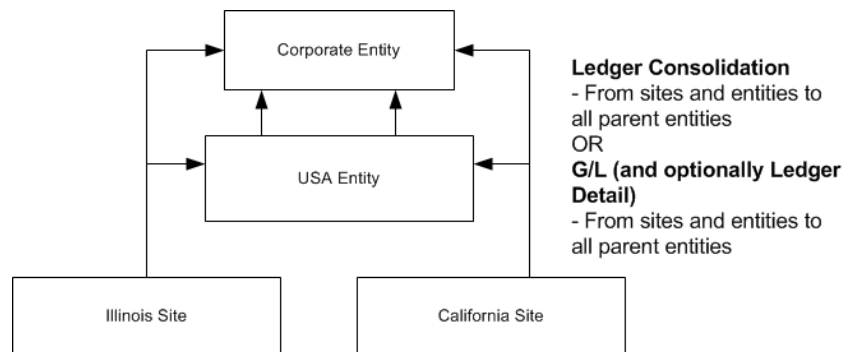 Corporate Entity
USA Entity
Illinois Site
California Site
Ledger Consolidation
- From sites and entities to
all parent entities
OR
G/L (and optionally Ledger
Detail)
- From sites and entities to
all parent entities